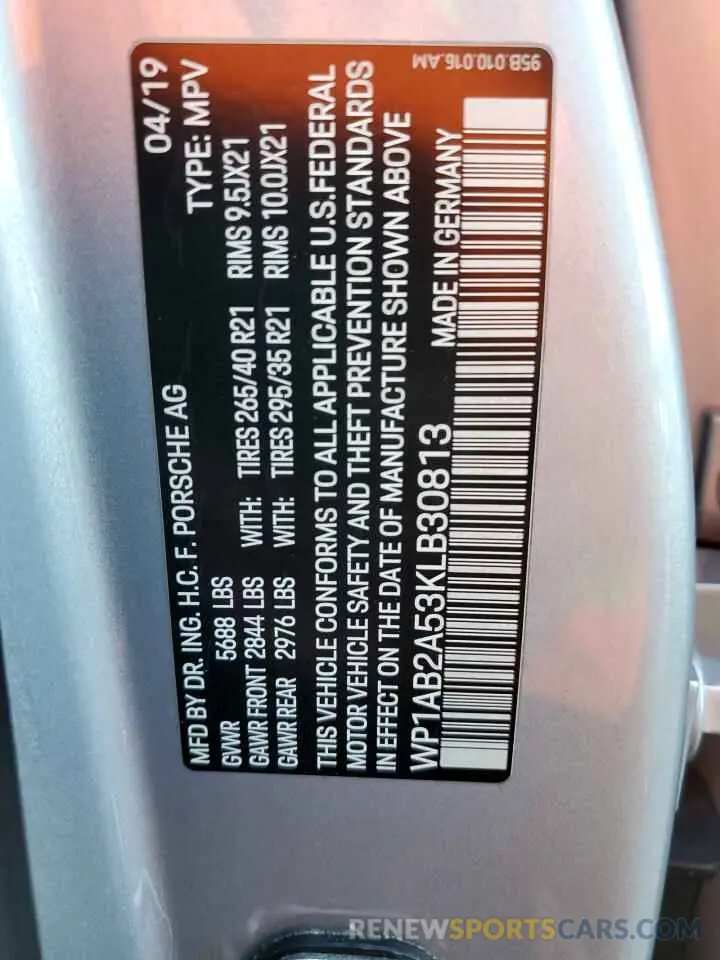 MFD BY DR. ING. H.C. F. PORSCHE AG 04/19
GVWR 5688 LBS TYPE: MPV
GAWR FRONT 2844 LBS WITH: TIRES 265/40 R21 RIMS 9.5JX21
GAWR REAR 2976 LBS WITH: TIRES 295/35 R21 RIMS 10.0JX21
THIS VEHICLE CONFORMS TO ALL APPLICABLE U.S.FEDERAL
MOTOR VEHICLE SAFETY AND THEFT PREVENTION STANDARDS
IN EFFECT ON THE DATE OF MANUFACTURE SHOWN ABOVE
WP1AB2A53KLB30813 MADE IN GERMANY
95B.010.016.AM
RENEWSPORTSCARS.COM